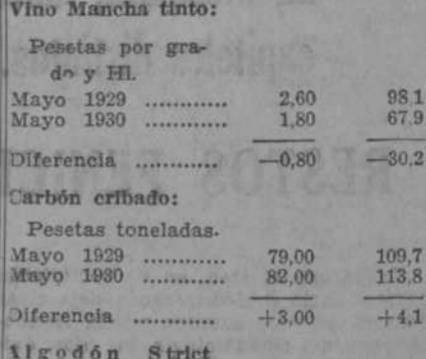 Vino Mancha tinto:
Pesetas por gra-
do y Hl.
Mayo 1929 ............ 2,60 98,1
Mayo 1930 ............ 1,80 67,9
Diferencia ............ —0,80 —30,2
Carbón cribado:
Pesetas toneladas.
Mayo 1929 ............ 79,00 109,7
Mayo 1930 ............ 82,00 113,8
Diferencia ............ +3,00 +4,1
Algodón Strict